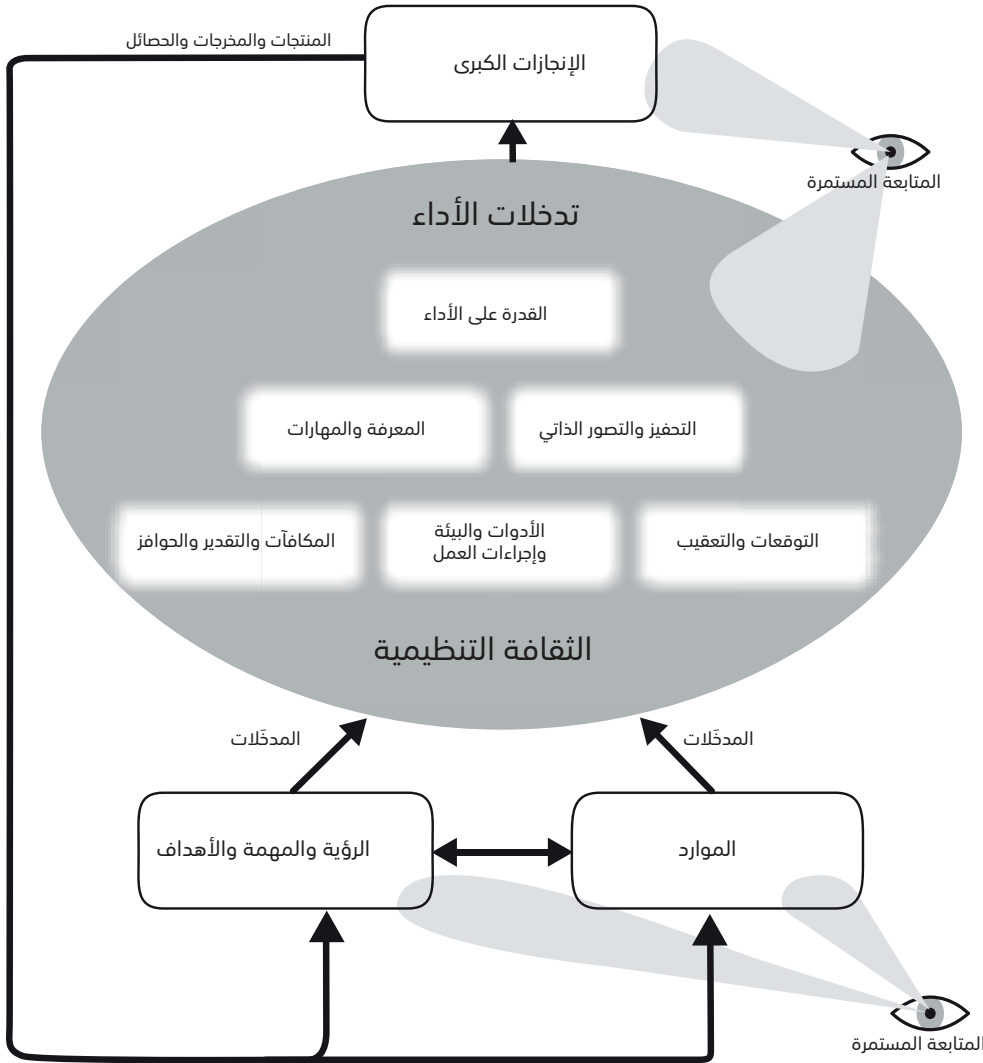 المنتجات والمخرجات والحصائل
الإنجازات الكبرى
المتابعة المستمرة
تدخلات الأداء
القدرة على الأداء
التحفيز والتصور الذاتي
المعرفة والمهارات
التوقعات والتعقيب
الأدوات والبيئة
وإجراءات العمل
المكافآت والتقدير والحوافز
الثقافة التنظيمية
المدخَلات
المدخَلات
الموارد
الرؤية والمهمة والأهداف
المتابعة المستمرة